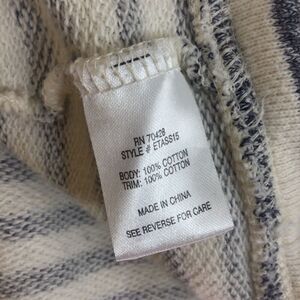 RN 70428
STYLE # ETASS15
BODY: 100% COTTON
TRIM: 100% COTTON
MADE IN CHINA
SEE REVERSE FOR CARE